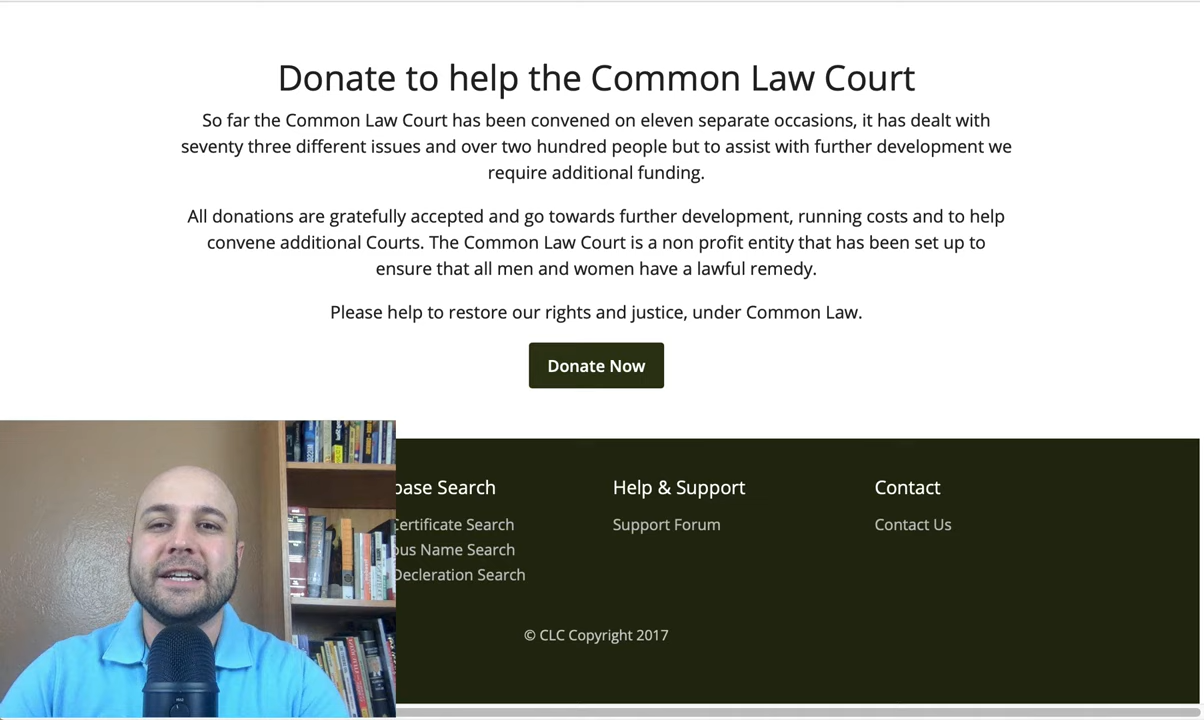 Donate to help the Common Law Court
So far the Common Law Court has been convened on eleven separate occasions, it has dealt with
seventy three different issues and over two hundred people but to assist with further development we
require additional funding.
All donations are gratefully accepted and go towards further development, running costs and to help
convene additional Courts. The Common Law Court is a non profit entity that has been set up to
ensure that all men and women have a lawful remedy.
Please help to restore our rights and justice, under Common Law.
Donate Now
base Search
Certificate Search
ous Name Search
Decleration Search
Help & Support
Support Forum
Contact
Contact Us
© CLC Copyright 2017